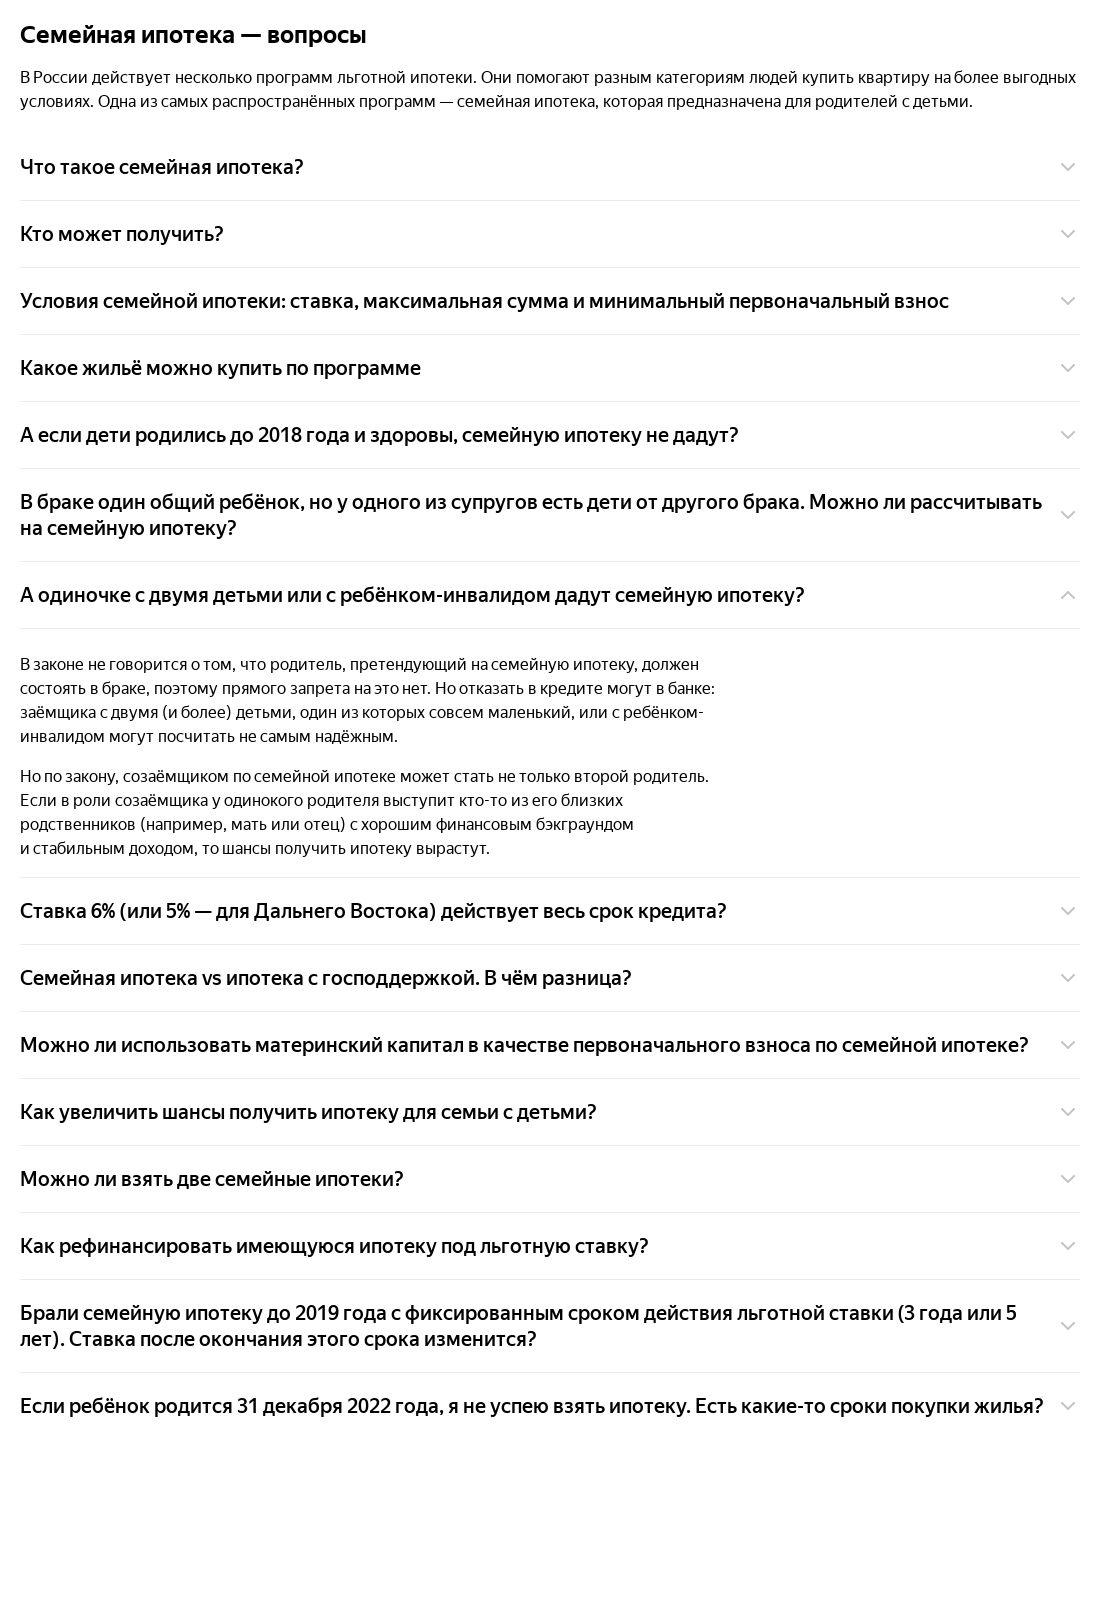 Семейная ипотека — вопросы
В России действует несколько программ льготной ипотеки. Они помогают разным категориям людей купить квартиру на более выгодных
условиях. Одна из самых распространённых программ — семейная ипотека, которая предназначена для родителей с детьми.
Что такое семейная ипотека?
Кто может получить?
Условия семейной ипотеки: ставка, максимальная сумма и минимальный первоначальный взнос
Какое жильё можно купить по программе
А если дети родились до 2018 года и здоровы, семейную ипотеку не дадут?
В браке один общий ребёнок, но у одного из супругов есть дети от другого брака. Можно ли рассчитывать
на семейную ипотеку?
А одиночке с двумя детьми или с ребёнком-инвалидом дадут семейную ипотеку?
В законе не говорится о том, что родитель, претендующий на семейную ипотеку, должен
состоять в браке, поэтому прямого запрета на это нет. Но отказать в кредите могут в банке:
заёмщика с двумя (и более) детьми, один из которых совсем маленький, или с ребёнком-
инвалидом могут посчитать не самым надёжным.
Но по закону, созаёмщиком по семейной ипотеке может стать не только второй родитель.
Если в роли созаёмщика у одинокого родителя выступит кто-то из его близких
родственников (например, мать или отец) с хорошим финансовым бэкграундом
и стабильным доходом, то шансы получить ипотеку вырастут.
Ставка 6% (или 5% — для Дальнего Востока) действует весь срок кредита?
Семейная ипотека vs ипотека с господдержкой. В чём разница?
Можно ли использовать материнский капитал в качестве первоначального взноса по семейной ипотеке?
Как увеличить шансы получить ипотеку для семьи с детьми?
Можно ли взять две семейные ипотеки?
Как рефинансировать имеющуюся ипотеку под льготную ставку?
Брали семейную ипотеку до 2019 года с фиксированным сроком действия льготной ставки (3 года или 5
лет). Ставка после окончания этого срока изменится?
Если ребёнок родится 31 декабря 2022 года, я не успею взять ипотеку. Есть какие-то сроки покупки жилья?